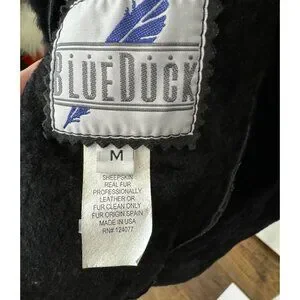 BLUEDUCK
M
SHEEPSKIN
REAL FUR
PROFESSIONALLY
LEATHER OR
FUR CLEAN ONLY
FUR ORIGIN SPAIN
MADE IN USA
RN# 124077